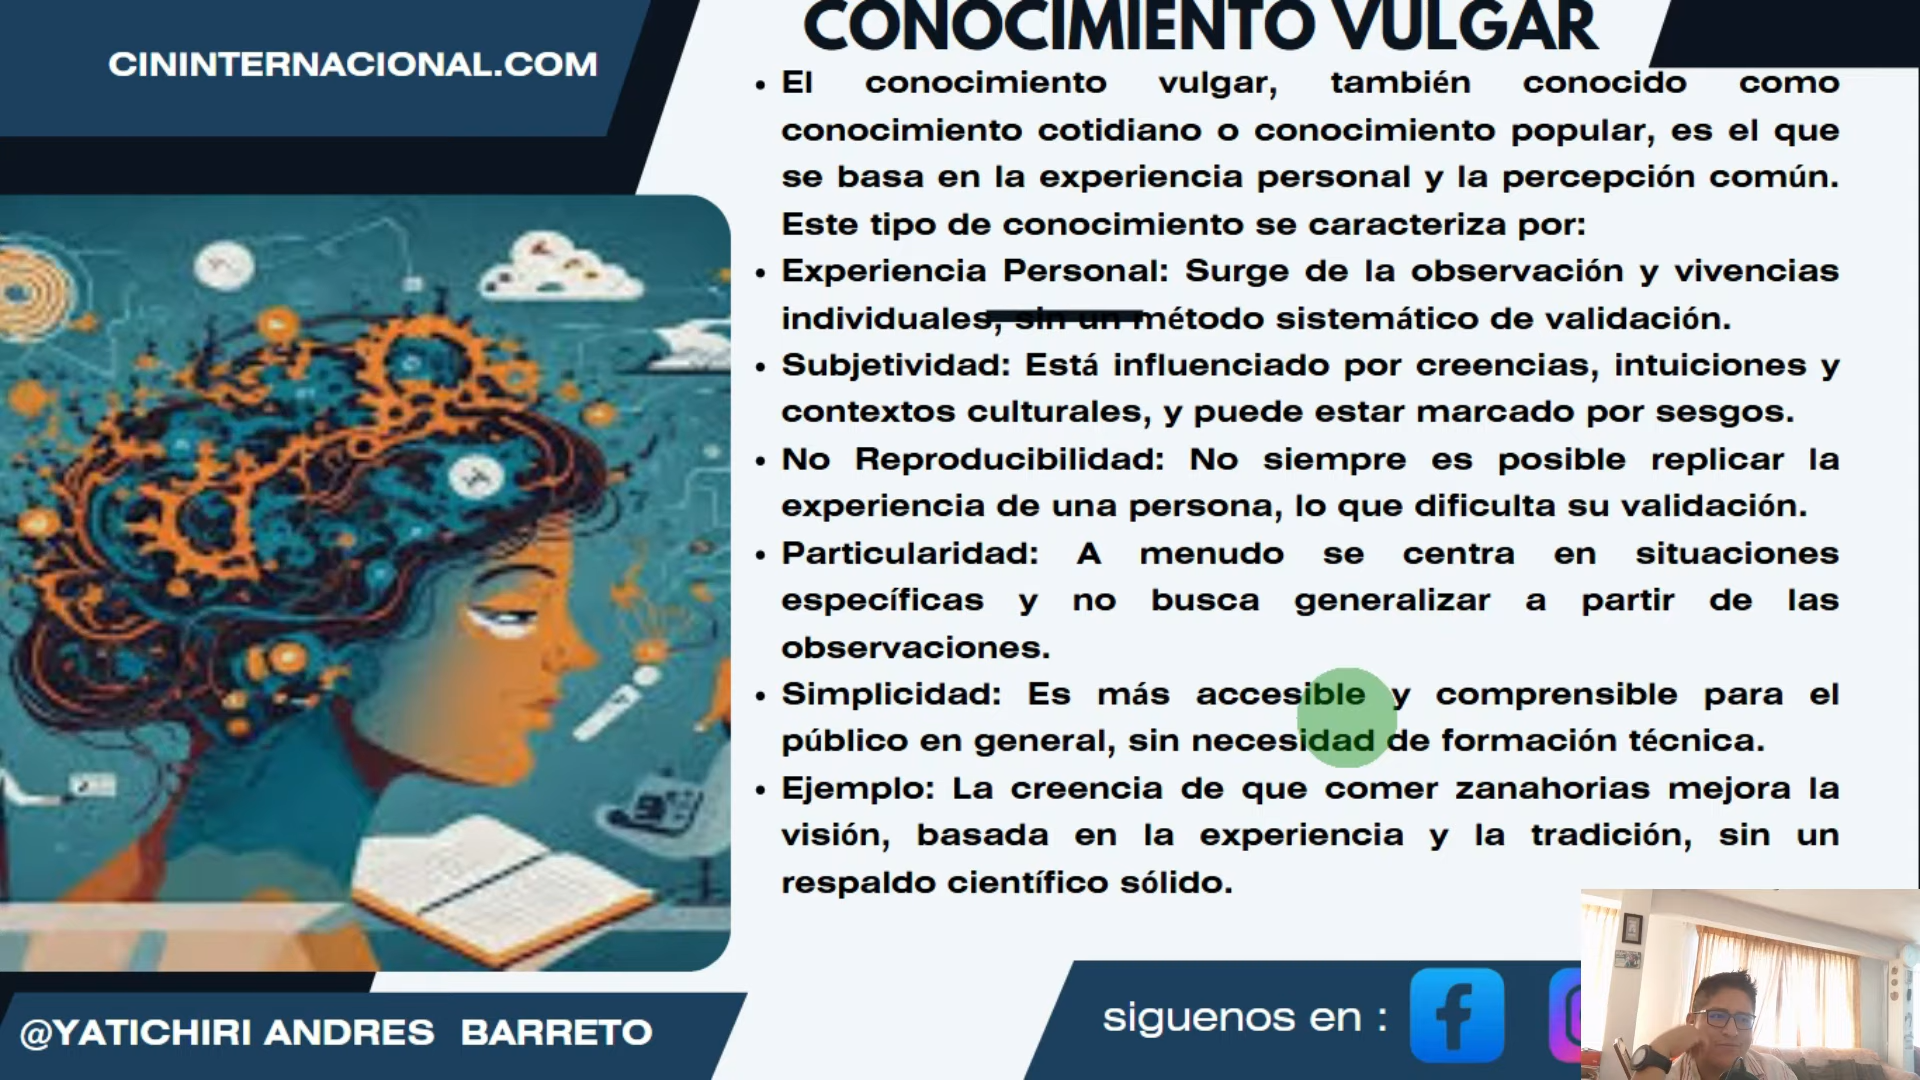 CININTERNACIONAL.COM
CONOCIMIENTO VULGAR
• El conocimiento vulgar, también conocido como
conocimiento cotidiano o conocimiento popular, es el que
se basa en la experiencia personal y la percepción común.
Este tipo de conocimiento se caracteriza por:
• Experiencia Personal: Surge de la observación y vivencias
individuales, sin un método sistemático de validación.
• Subjetividad: Está influenciado por creencias, intuiciones y
contextos culturales, y puede estar marcado por sesgos.
• No Reproducibilidad: No siempre es posible replicar la
experiencia de una persona, lo que dificulta su validación.
• Particularidad: A menudo se centra en situaciones
específicas y no busca generalizar a partir de las
observaciones.
• Simplicidad: Es más accesible y comprensible para el
público en general, sin necesidad de formación técnica.
• Ejemplo: La creencia de que comer zanahorias mejora la
visión, basada en la experiencia y la tradición, sin un
respaldo científico sólido.
@YATICHIRI ANDRES BARRETO
siguenos en :